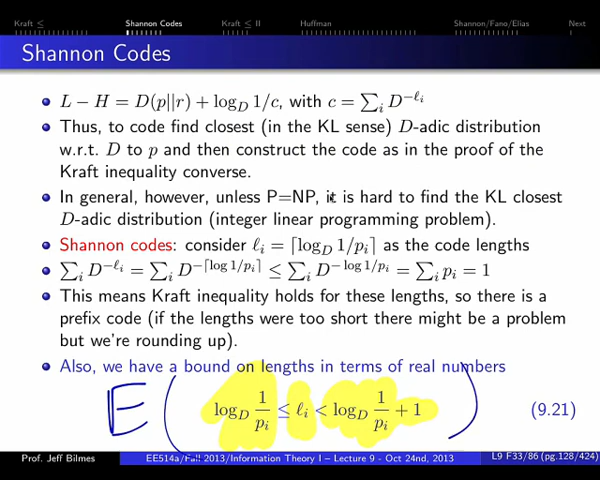 Kraft ≤ Shannon Codes Kraft ≤ II Huffman Shannon/Fano/Elias Next
Shannon Codes
L − H = D(p||r) + log_D 1/c, with c = ∑_i D^{−ℓ_i}
Thus, to code find closest (in the KL sense) D-adic distribution
w.r.t. D to p and then construct the code as in the proof of the
Kraft inequality converse.
In general, however, unless P=NP, it is hard to find the KL closest
D-adic distribution (integer linear programming problem).
Shannon codes: consider ℓ_i = ⌈log_D 1/p_i⌉ as the code lengths
∑_i D^{−ℓ_i} = ∑_i D^{−⌈log 1/p_i⌉} ≤ ∑_i D^{−log 1/p_i} = ∑_i p_i = 1
This means Kraft inequality holds for these lengths, so there is a
prefix code (if the lengths were too short there might be a problem
but we're rounding up).
Also, we have a bound on lengths in terms of real numbers
E ( log_D 1/p_i ≤ ℓ_i < log_D 1/p_i + 1 ) (9.21)
Prof. Jeff Bilmes EE514a/Fall 2013/Information Theory I – Lecture 9 - Oct 24nd, 2013 L9 F33/86 (pg.128/424)